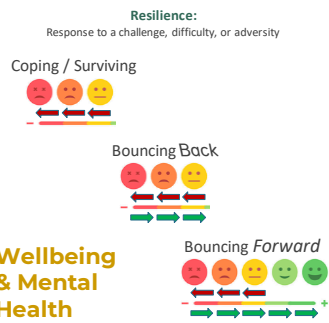 Resilience:
Response to a challenge, difficulty, or adversity
Coping / Surviving
–
Bouncing Back
–
Bouncing Forward
– +
Wellbeing
& Mental
Health